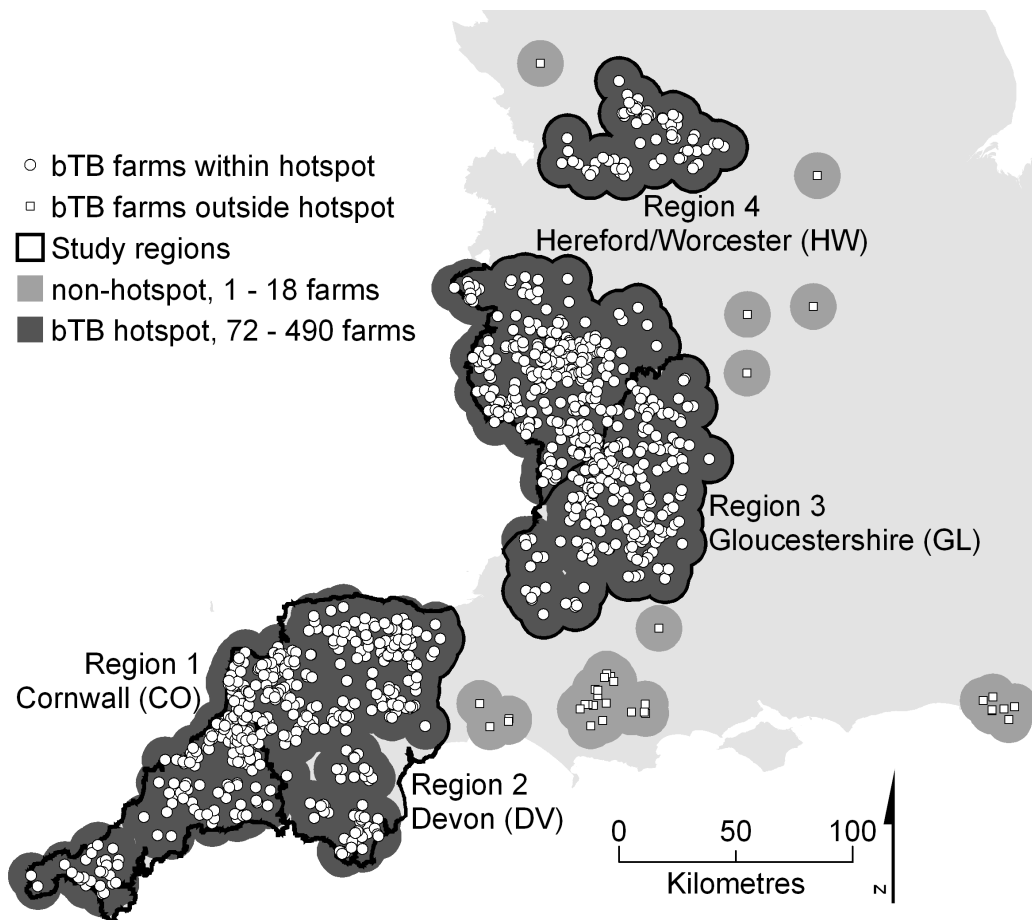 bTB farms within hotspot
bTB farms outside hotspot
Study regions
non-hotspot, 1 - 18 farms
bTB hotspot, 72 - 490 farms
Region 4
Hereford/Worcester (HW)
Region 3
Gloucestershire (GL)
Region 1
Cornwall (CO)
Region 2
Devon (DV)
0 50 100
Kilometres
N